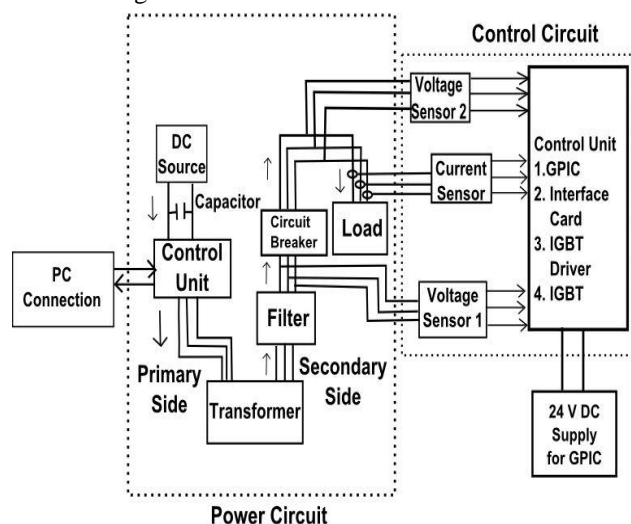 Control Circuit
DC
Source
Capacitor
Control
Unit
PC
Connection
Primary
Side
Transformer
Secondary
Side
Filter
Circuit
Breaker
Load
Voltage
Sensor 2
Current
Sensor
Voltage
Sensor 1
Control Unit
1.GPIC
2. Interface
Card
3. IGBT
Driver
4. IGBT
24 V DC
Supply
for GPIC
Power Circuit